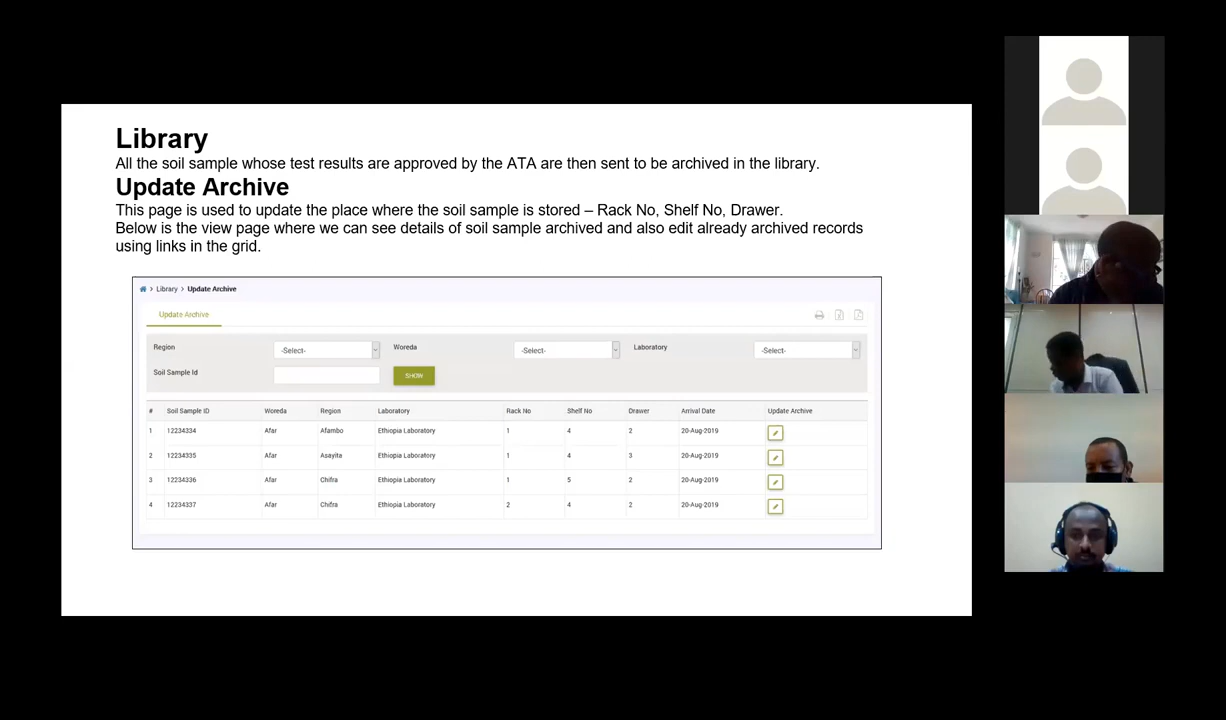 Library
All the soil sample whose test results are approved by the ATA are then sent to be archived in the library.
Update Archive
This page is used to update the place where the soil sample is stored – Rack No, Shelf No, Drawer.
Below is the view page where we can see details of soil sample archived and also edit already archived records
using links in the grid.
> Library > Update Archive
Update Archive
Region -Select- Woreda -Select- Laboratory -Select-
Soil Sample Id SHOW
# Soil Sample ID Woreda Region Laboratory Rack No Shelf No Drawer Arrival Date Update Archive
1 12234334 Afar Afambo Ethiopia Laboratory 1 4 2 20-Aug-2019
2 12234335 Afar Asayita Ethiopia Laboratory 1 4 3 20-Aug-2019
3 12234336 Afar Chifra Ethiopia Laboratory 1 5 2 20-Aug-2019
4 12234337 Afar Chifra Ethiopia Laboratory 2 4 2 20-Aug-2019